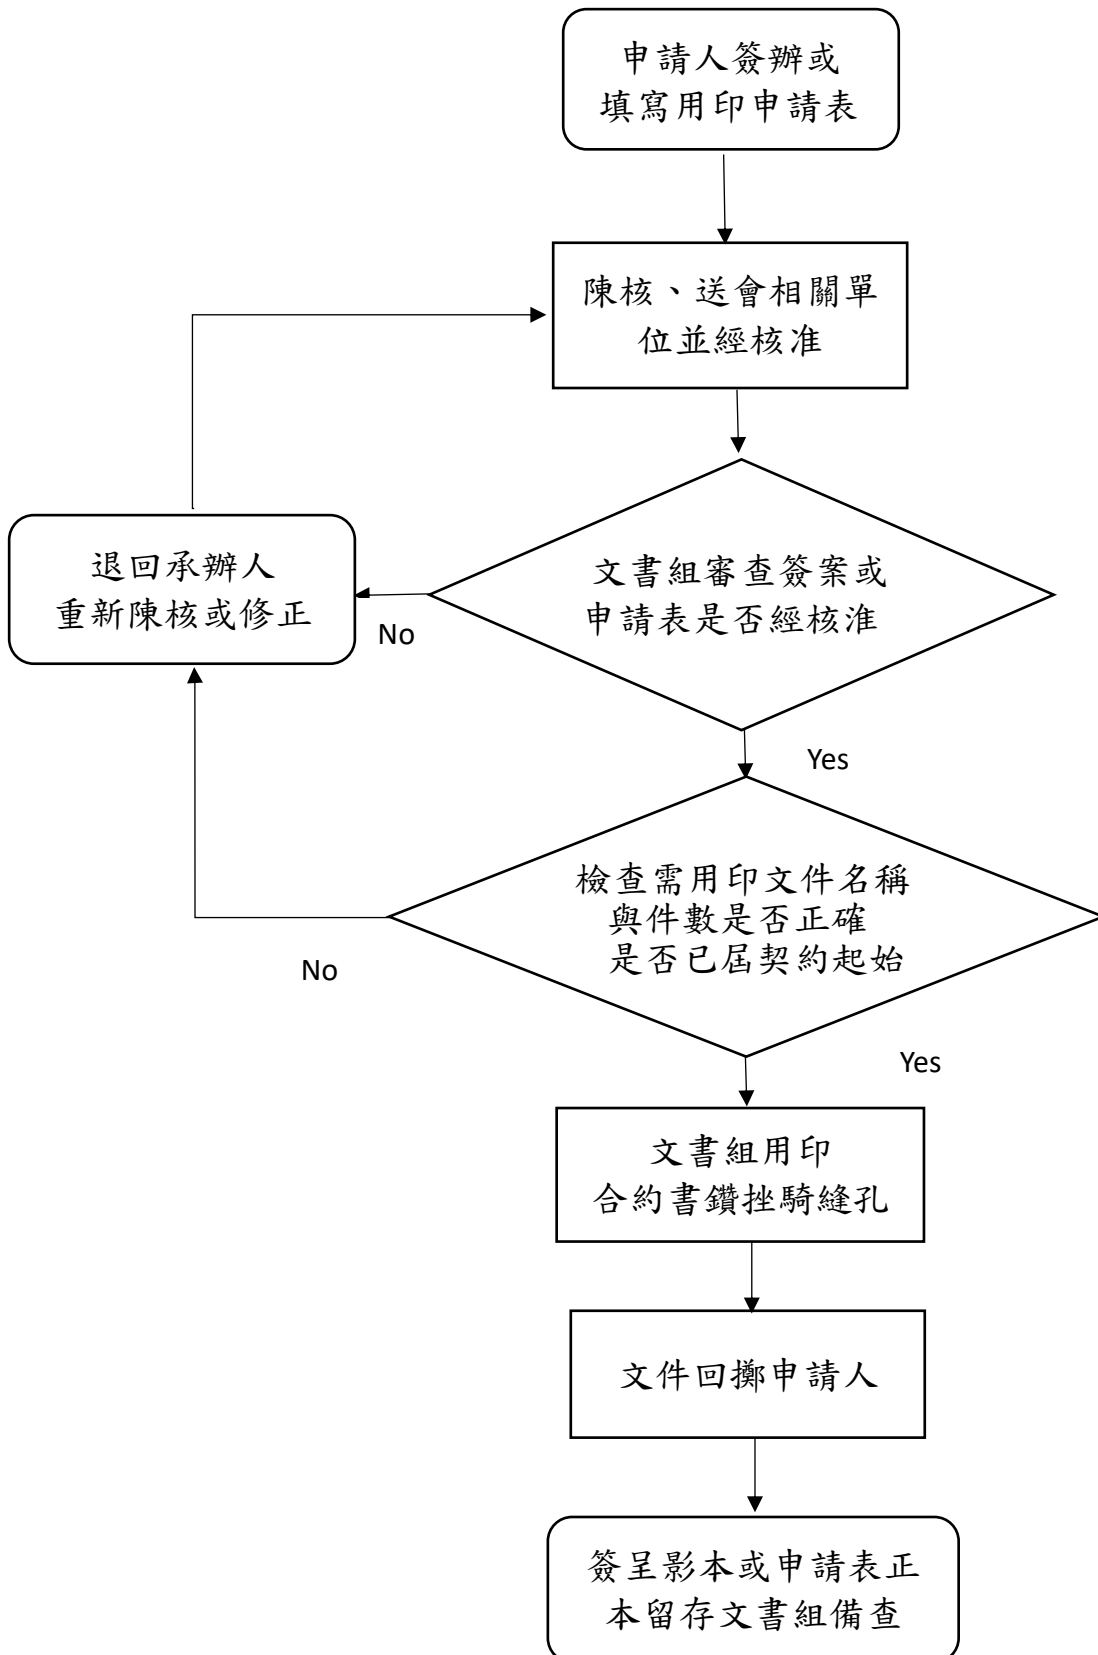 申請人簽辦或
填寫用印申請表
陳核、送會相關單
位並經核准
退回承辦人
重新陳核或修正
No
文書組審查簽案或
申請表是否經核淮
Yes
檢查需用印文件名稱
與件數是否正確
是否已屆契約起始
No
Yes
文書組用印
合約書鑽挫騎縫孔
文件回擲申請人
簽呈影本或申請表正
本留存文書組備查